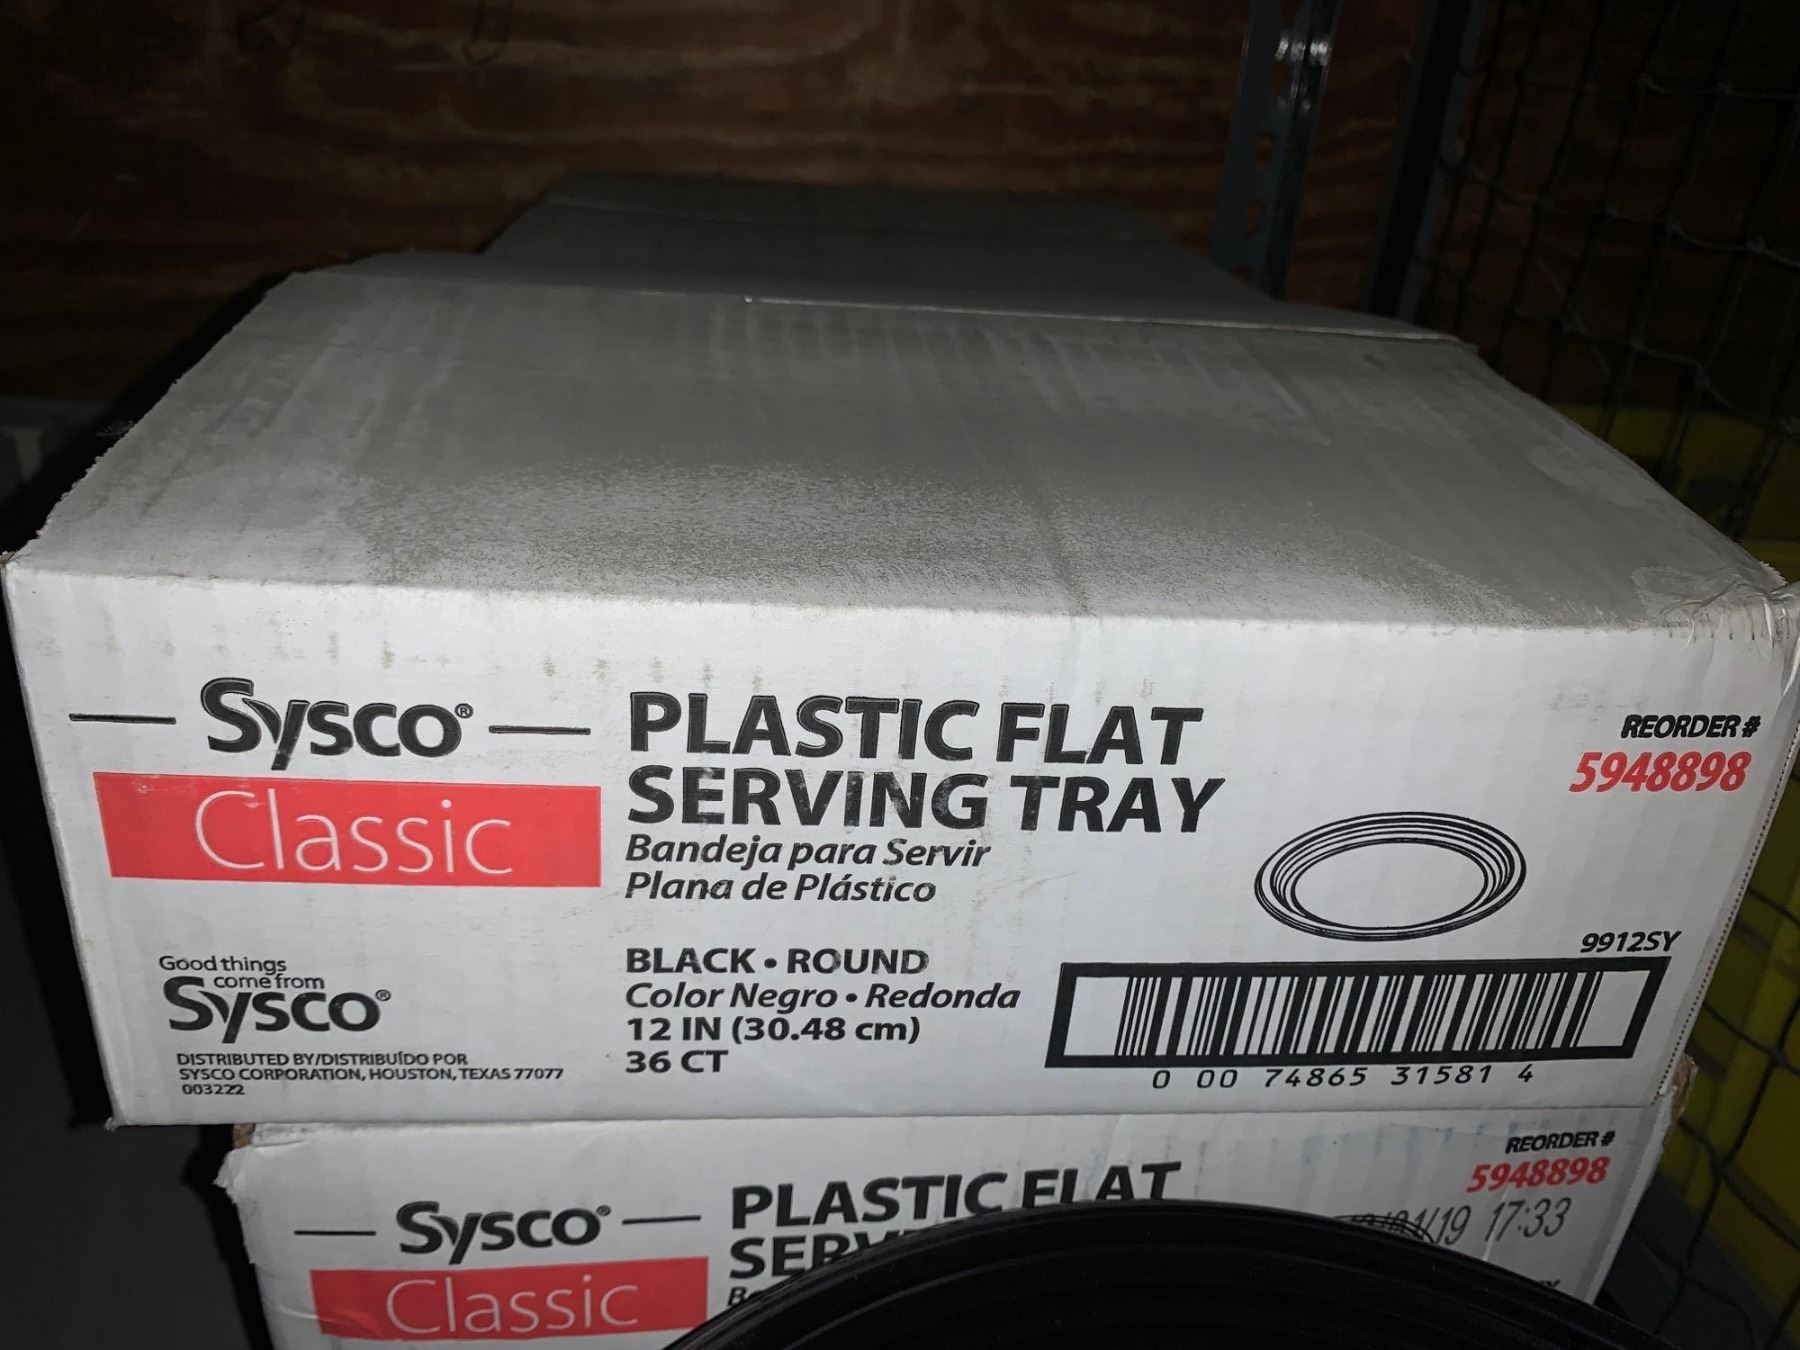 Sysco®
Classic
PLASTIC FLAT
SERVING TRAY
Bandeja para Servir
Plana de Plástico
BLACK • ROUND
Color Negro • Redonda
12 IN (30.48 cm)
36 CT
REORDER #
5948898
9912SY
0 00 74865 31581 4
Good things
come from
Sysco®
DISTRIBUTED BY/DISTRIBUÍDO POR
SYSCO CORPORATION, HOUSTON, TEXAS 77077
003222
Sysco®
Classic
PLASTIC FLAT
REORDER #
5948898
17:33